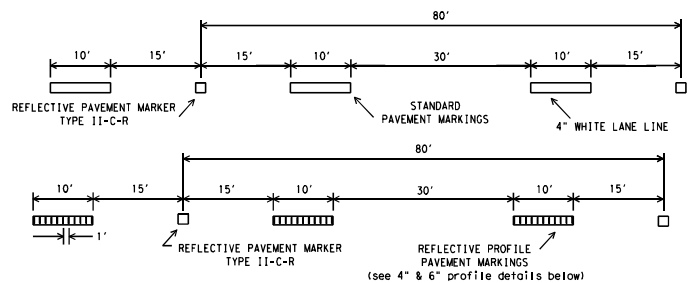 80'
10' 15' 15' 10' 30' 10' 15'
REFLECTIVE PAVEMENT MARKER
TYPE II-C-R
STANDARD
PAVEMENT MARKINGS
4" WHITE LANE LINE
80'
10' 15' 15' 10' 30' 10' 15'
1'
REFLECTIVE PAVEMENT MARKER
TYPE II-C-R
REFLECTIVE PROFILE
PAVEMENT MARKINGS
(see 4" & 6" profile details below)